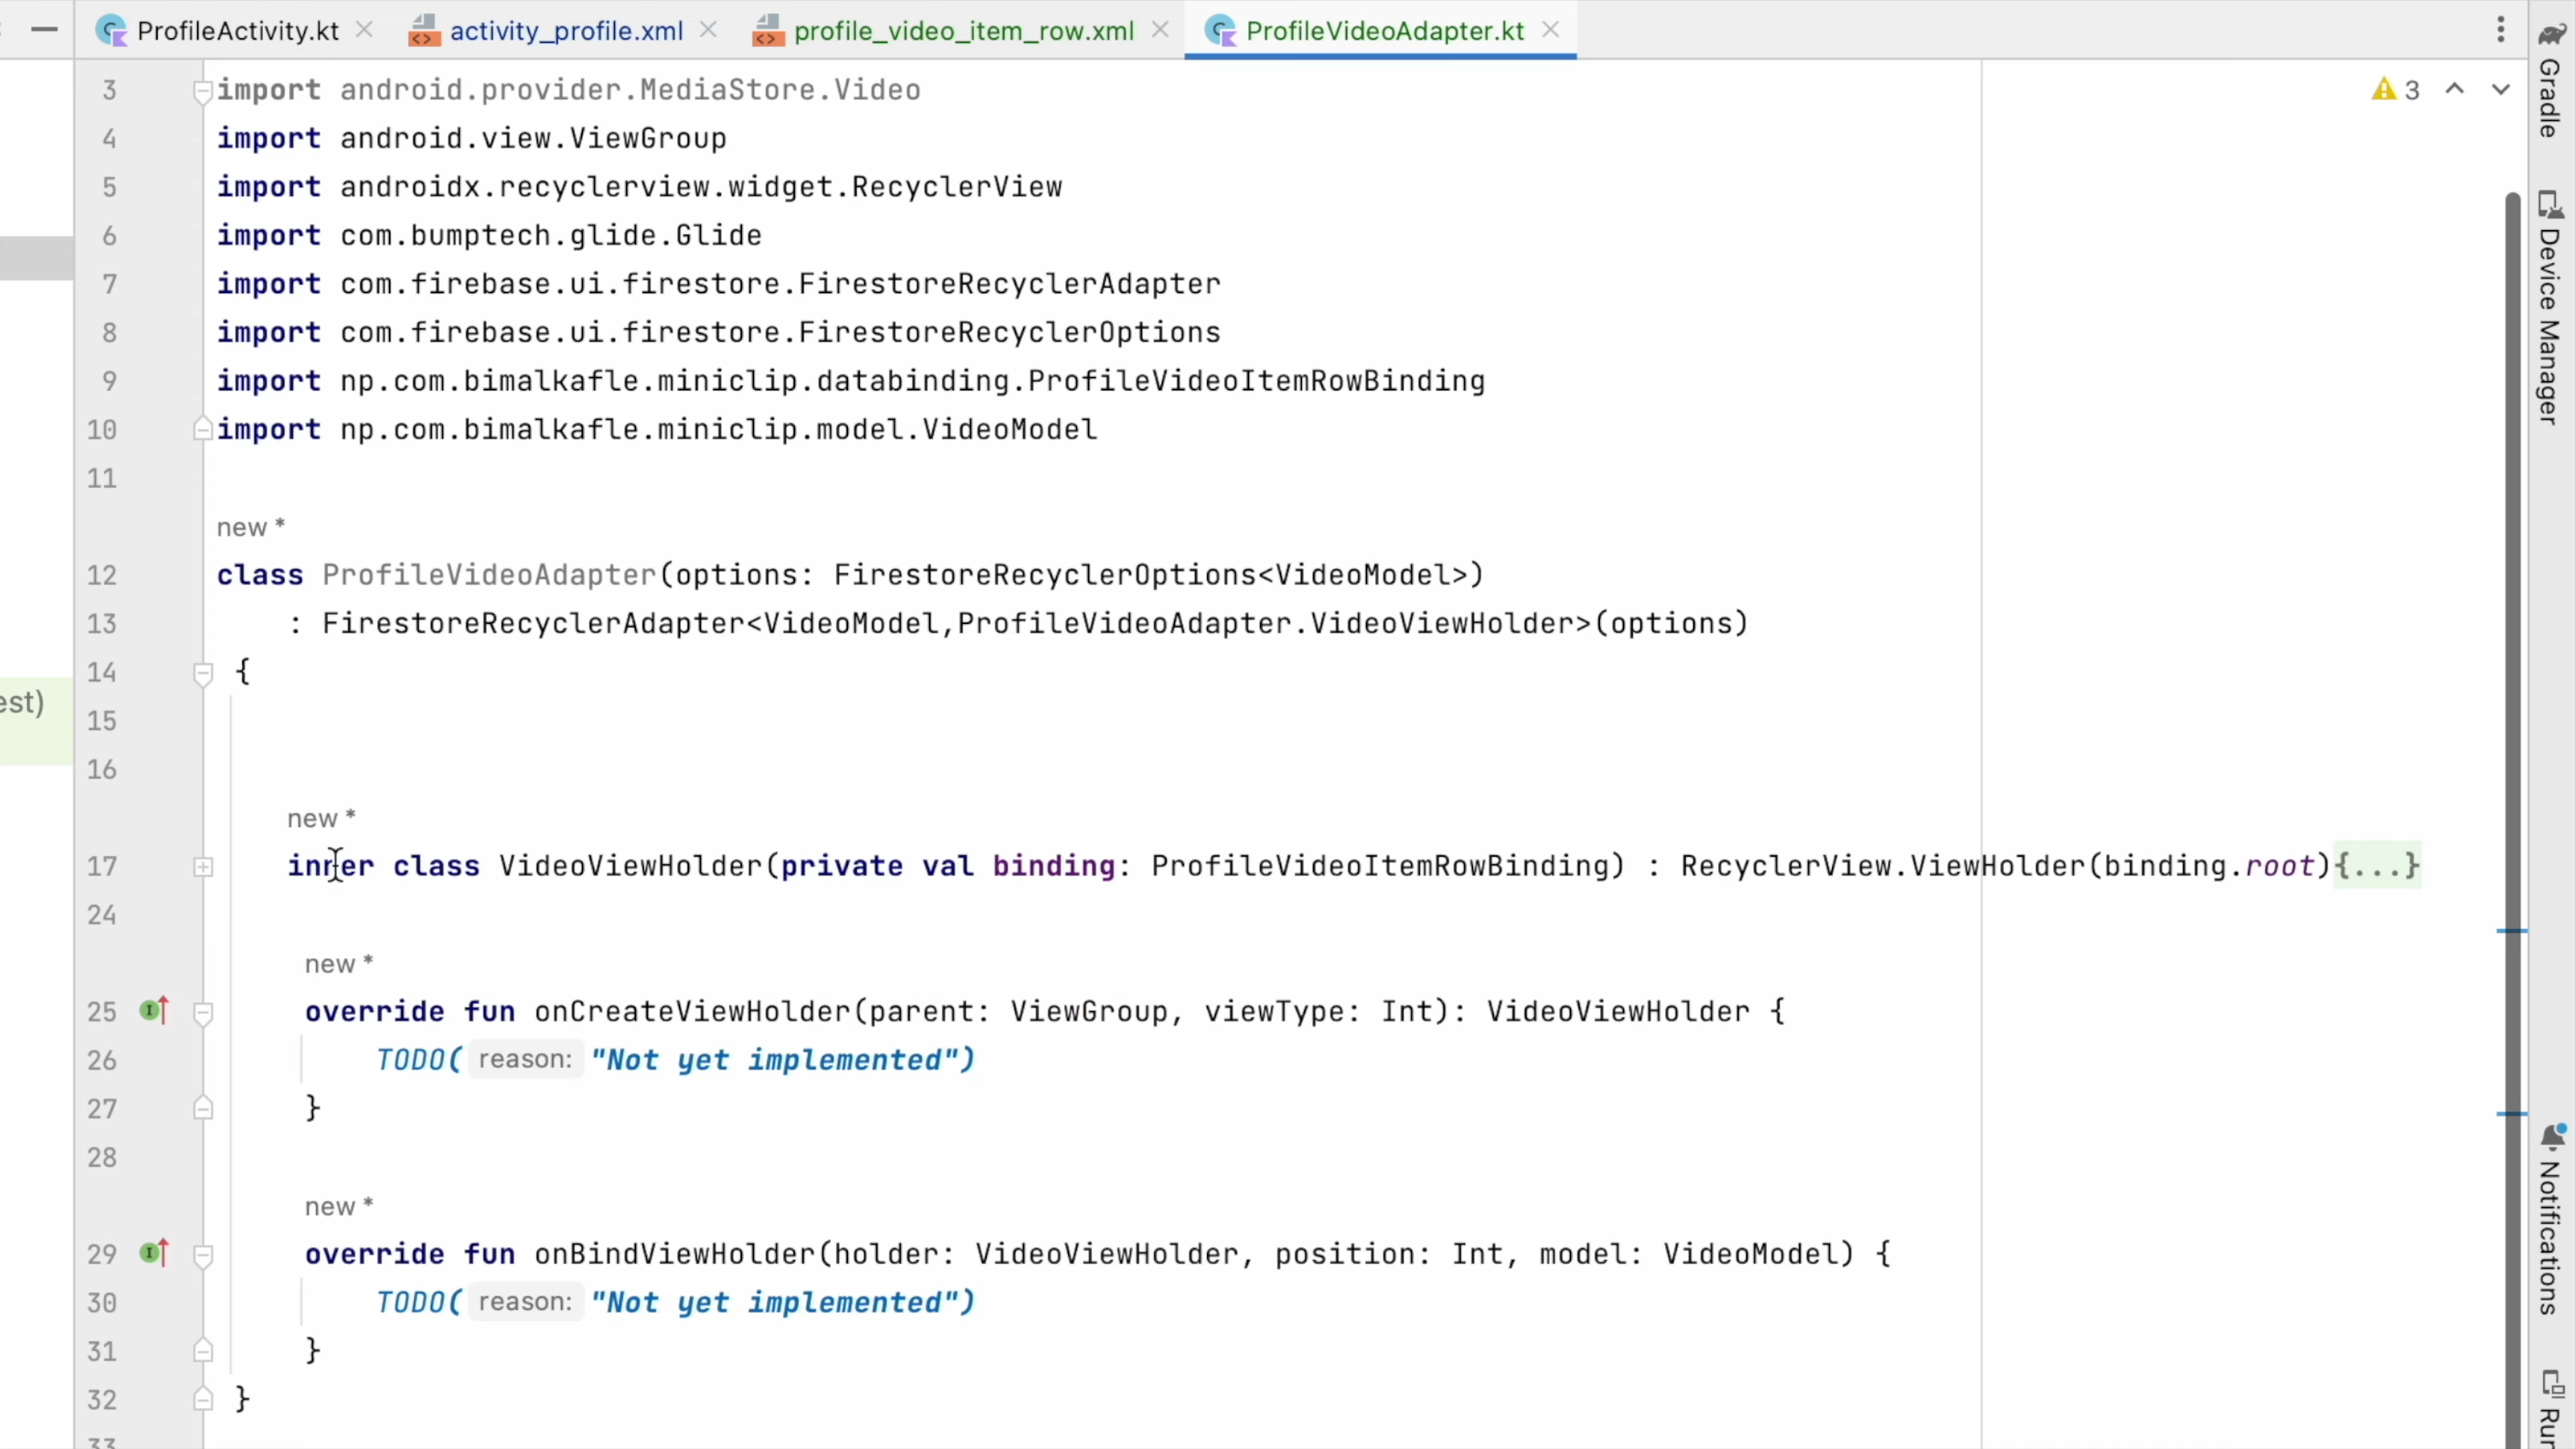 ProfileActivity.kt activity_profile.xml profile_video_item_row.xml ProfileVideoAdapter.kt
3 import android.provider.MediaStore.Video
3
4 import android.view.ViewGroup
5 import androidx.recyclerview.widget.RecyclerView
6 import com.bumptech.glide.Glide
7 import com.firebase.ui.firestore.FirestoreRecyclerAdapter
8 import com.firebase.ui.firestore.FirestoreRecyclerOptions
9 import np.com.bimalkafle.miniclip.databinding.ProfileVideoItemRowBinding
10 import np.com.bimalkafle.miniclip.model.VideoModel
11
new *
12 class ProfileVideoAdapter(options: FirestoreRecyclerOptions<VideoModel>)
13 : FirestoreRecyclerAdapter<VideoModel,ProfileVideoAdapter.VideoViewHolder>(options)
14 {
est)
15
16
new *
17 inner class VideoViewHolder(private val binding: ProfileVideoItemRowBinding) : RecyclerView.ViewHolder(binding.root){...}
24
new *
25 override fun onCreateViewHolder(parent: ViewGroup, viewType: Int): VideoViewHolder {
26 TODO( reason: "Not yet implemented")
27 }
28
new *
29 override fun onBindViewHolder(holder: VideoViewHolder, position: Int, model: VideoModel) {
30 TODO( reason: "Not yet implemented")
31 }
32 }
33
Gradle
Device Manager
Notifications
Ru